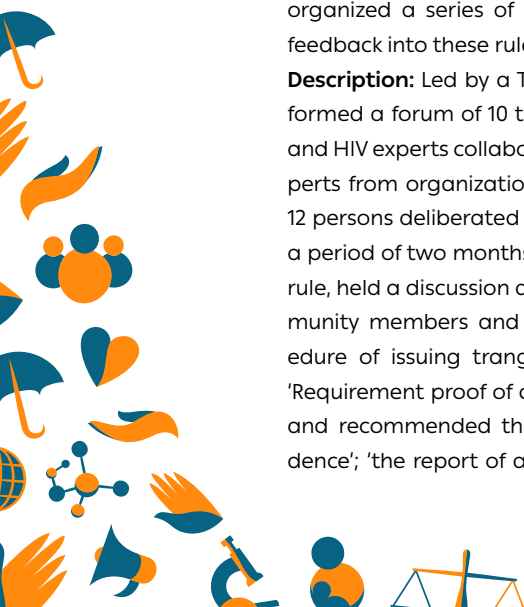 organized a series of
feedback into these rul
Description: Led by a
formed a forum of 10
and HIV experts collabo
perts from organizatio
12 persons deliberated
a period of two months
rule, held a discussion
munity members and
edure of issuing trang
'Requirement proof of
and recommended th
dence'; 'the report of a